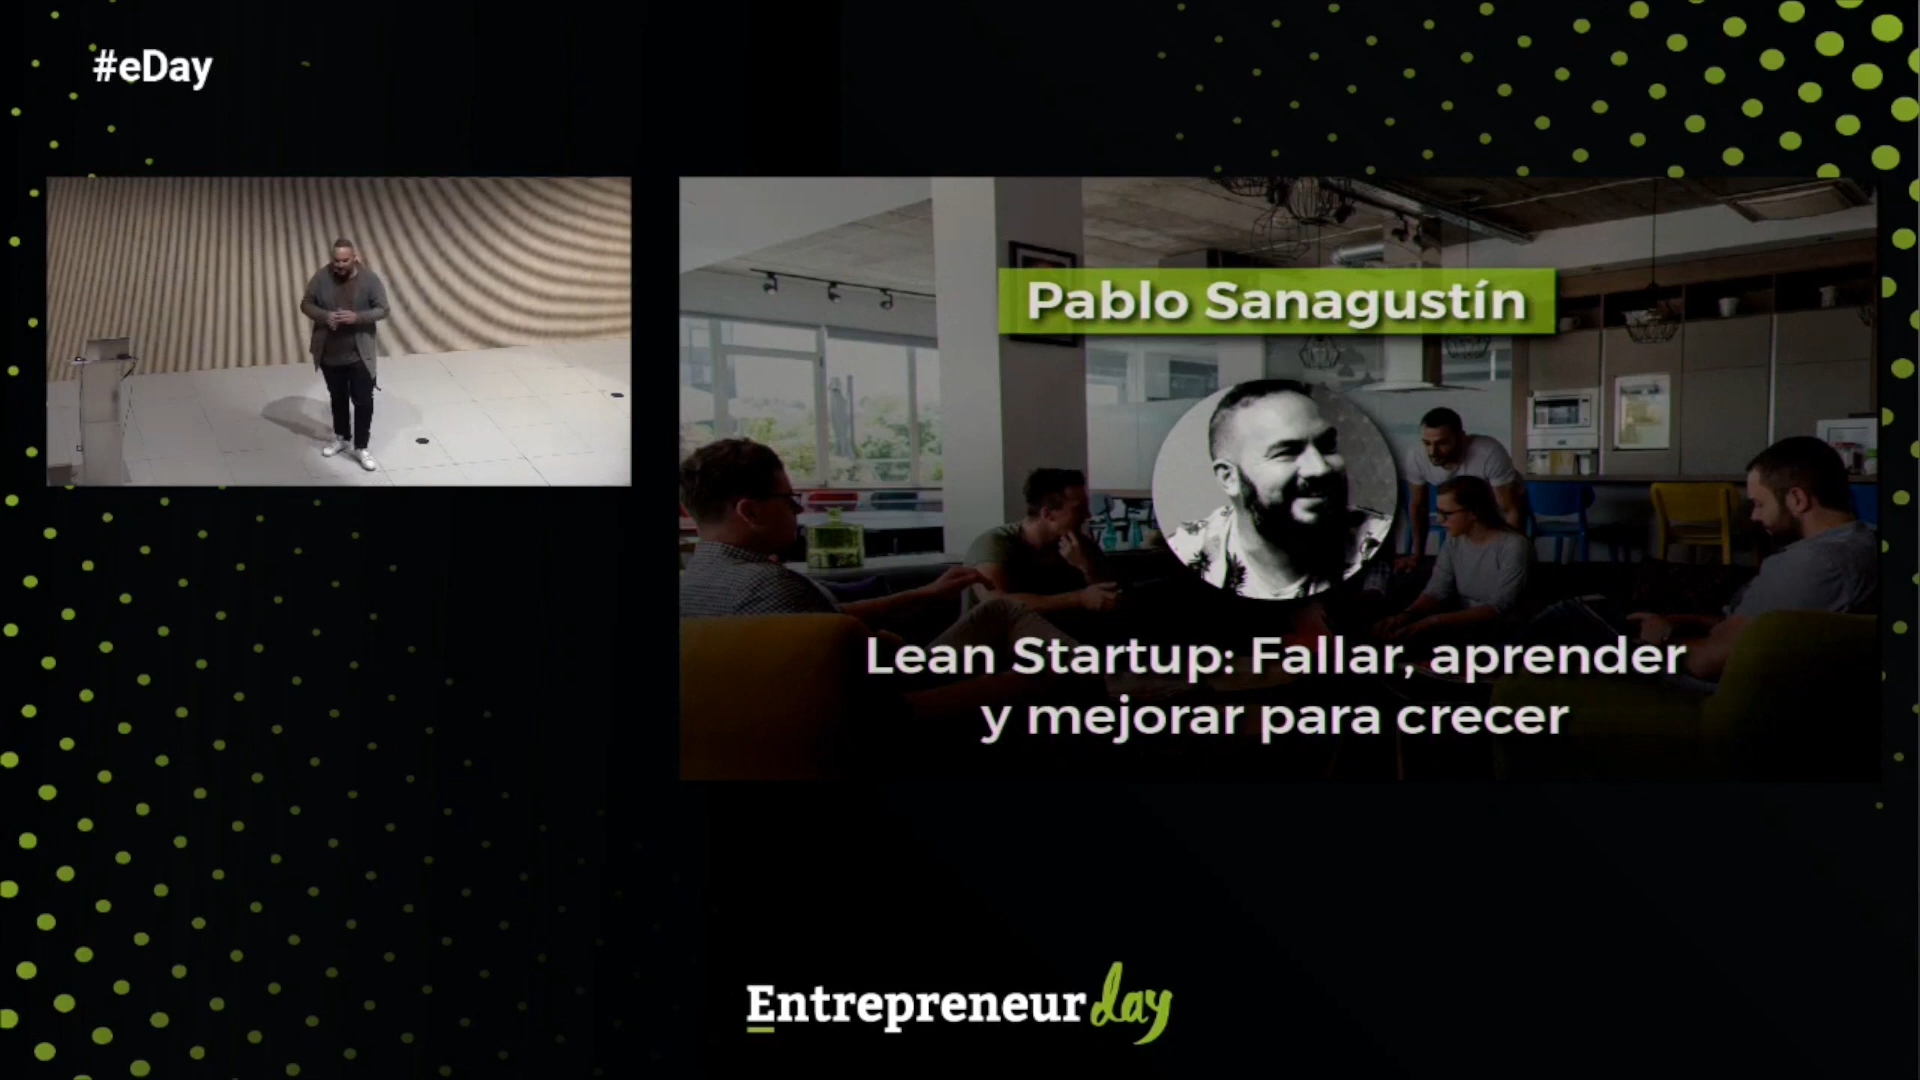 #eDay
Pablo Sanagustín
Lean Startup: Fallar, aprender
y mejorar para crecer
Entrepreneur day